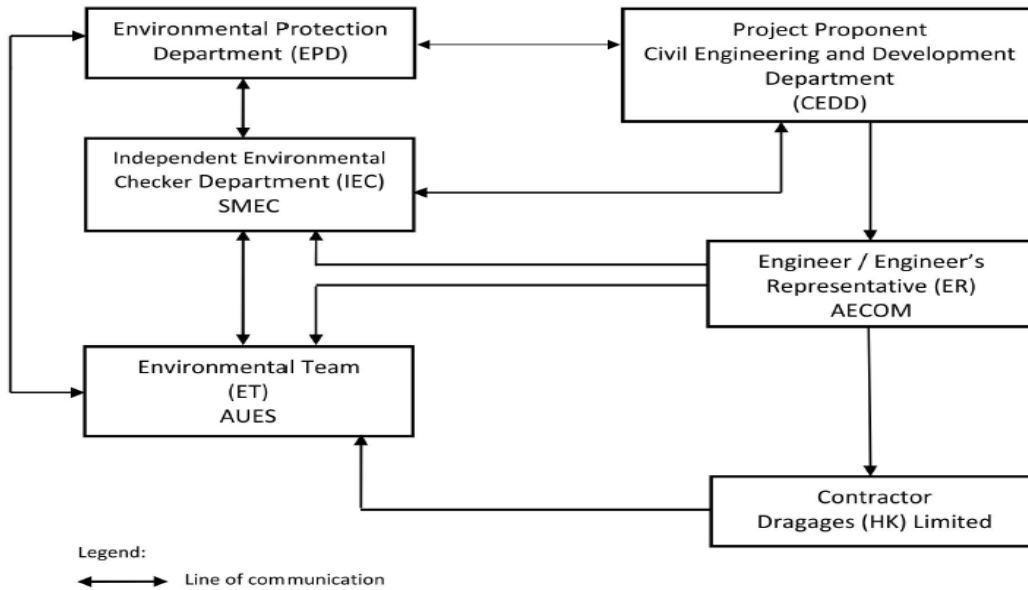 Environmental Protection
Department (EPD)
Project Proponent
Civil Engineering and Development
Department
(CEDD)
Independent Environmental
Checker Department (IEC)
SMEC
Engineer / Engineer’s
Representative (ER)
AECOM
Environmental Team
(ET)
AUES
Contractor
Dragages (HK) Limited
Legend:
Line of communication